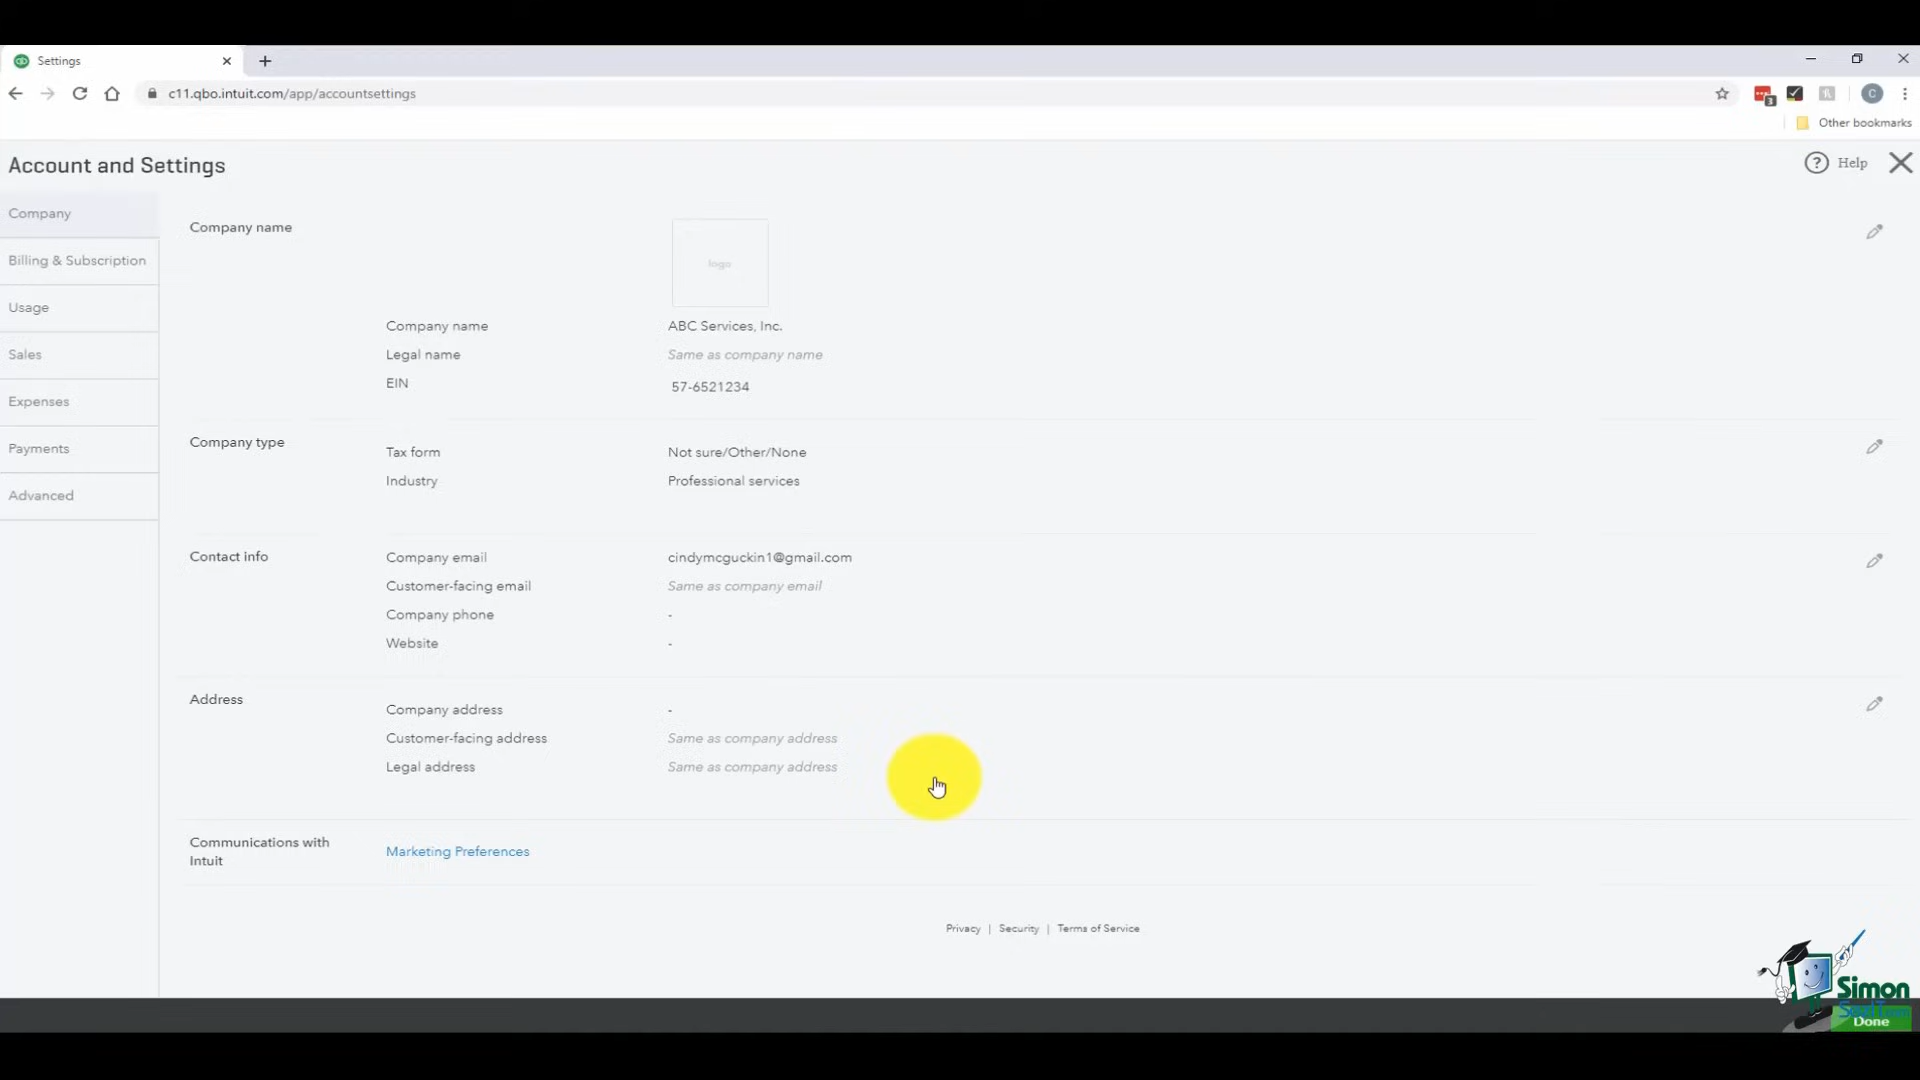 Settings
c11.qbo.intuit.com/app/accountsettings
3
C
Other bookmarks
Account and Settings
Help
Company
Billing & Subscription
Usage
Sales
Expenses
Payments
Advanced
Company name
logo
Company name ABC Services, Inc.
Legal name Same as company name
EIN 57-6521234
Company type
Tax form Not sure/Other/None
Industry Professional services
Contact info
Company email cindymcguckin1@gmail.com
Customer-facing email Same as company email
Company phone -
Website -
Address
Company address -
Customer-facing address Same as company address
Legal address Same as company address
Communications with
Intuit
Marketing Preferences
Privacy | Security | Terms of Service
Simon
Done